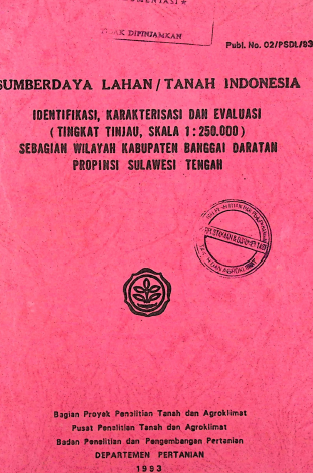 DIPINJAMKAN
Publ. No. 02/PSDL/93
SUMBERDAYA LAHAN/TANAH INDONESIA
IDENTIFIKASI, KARAKTERISASI DAN EVALUASI
(TINGKAT TINJAU, SKALA 1:250.000)
SEBAGIAN WILAYAH KABUPATEN BANGGAI DARATAN
PROPINSI SULAWESI TENGAH
Bagian Proyek Penelitian Tanah dan Agroklimat
Pusat Penelitian Tanah dan Agroklimat
Badan Penelitian dan Pengembangan Pertanian
DEPARTEMEN PERTANIAN
1993